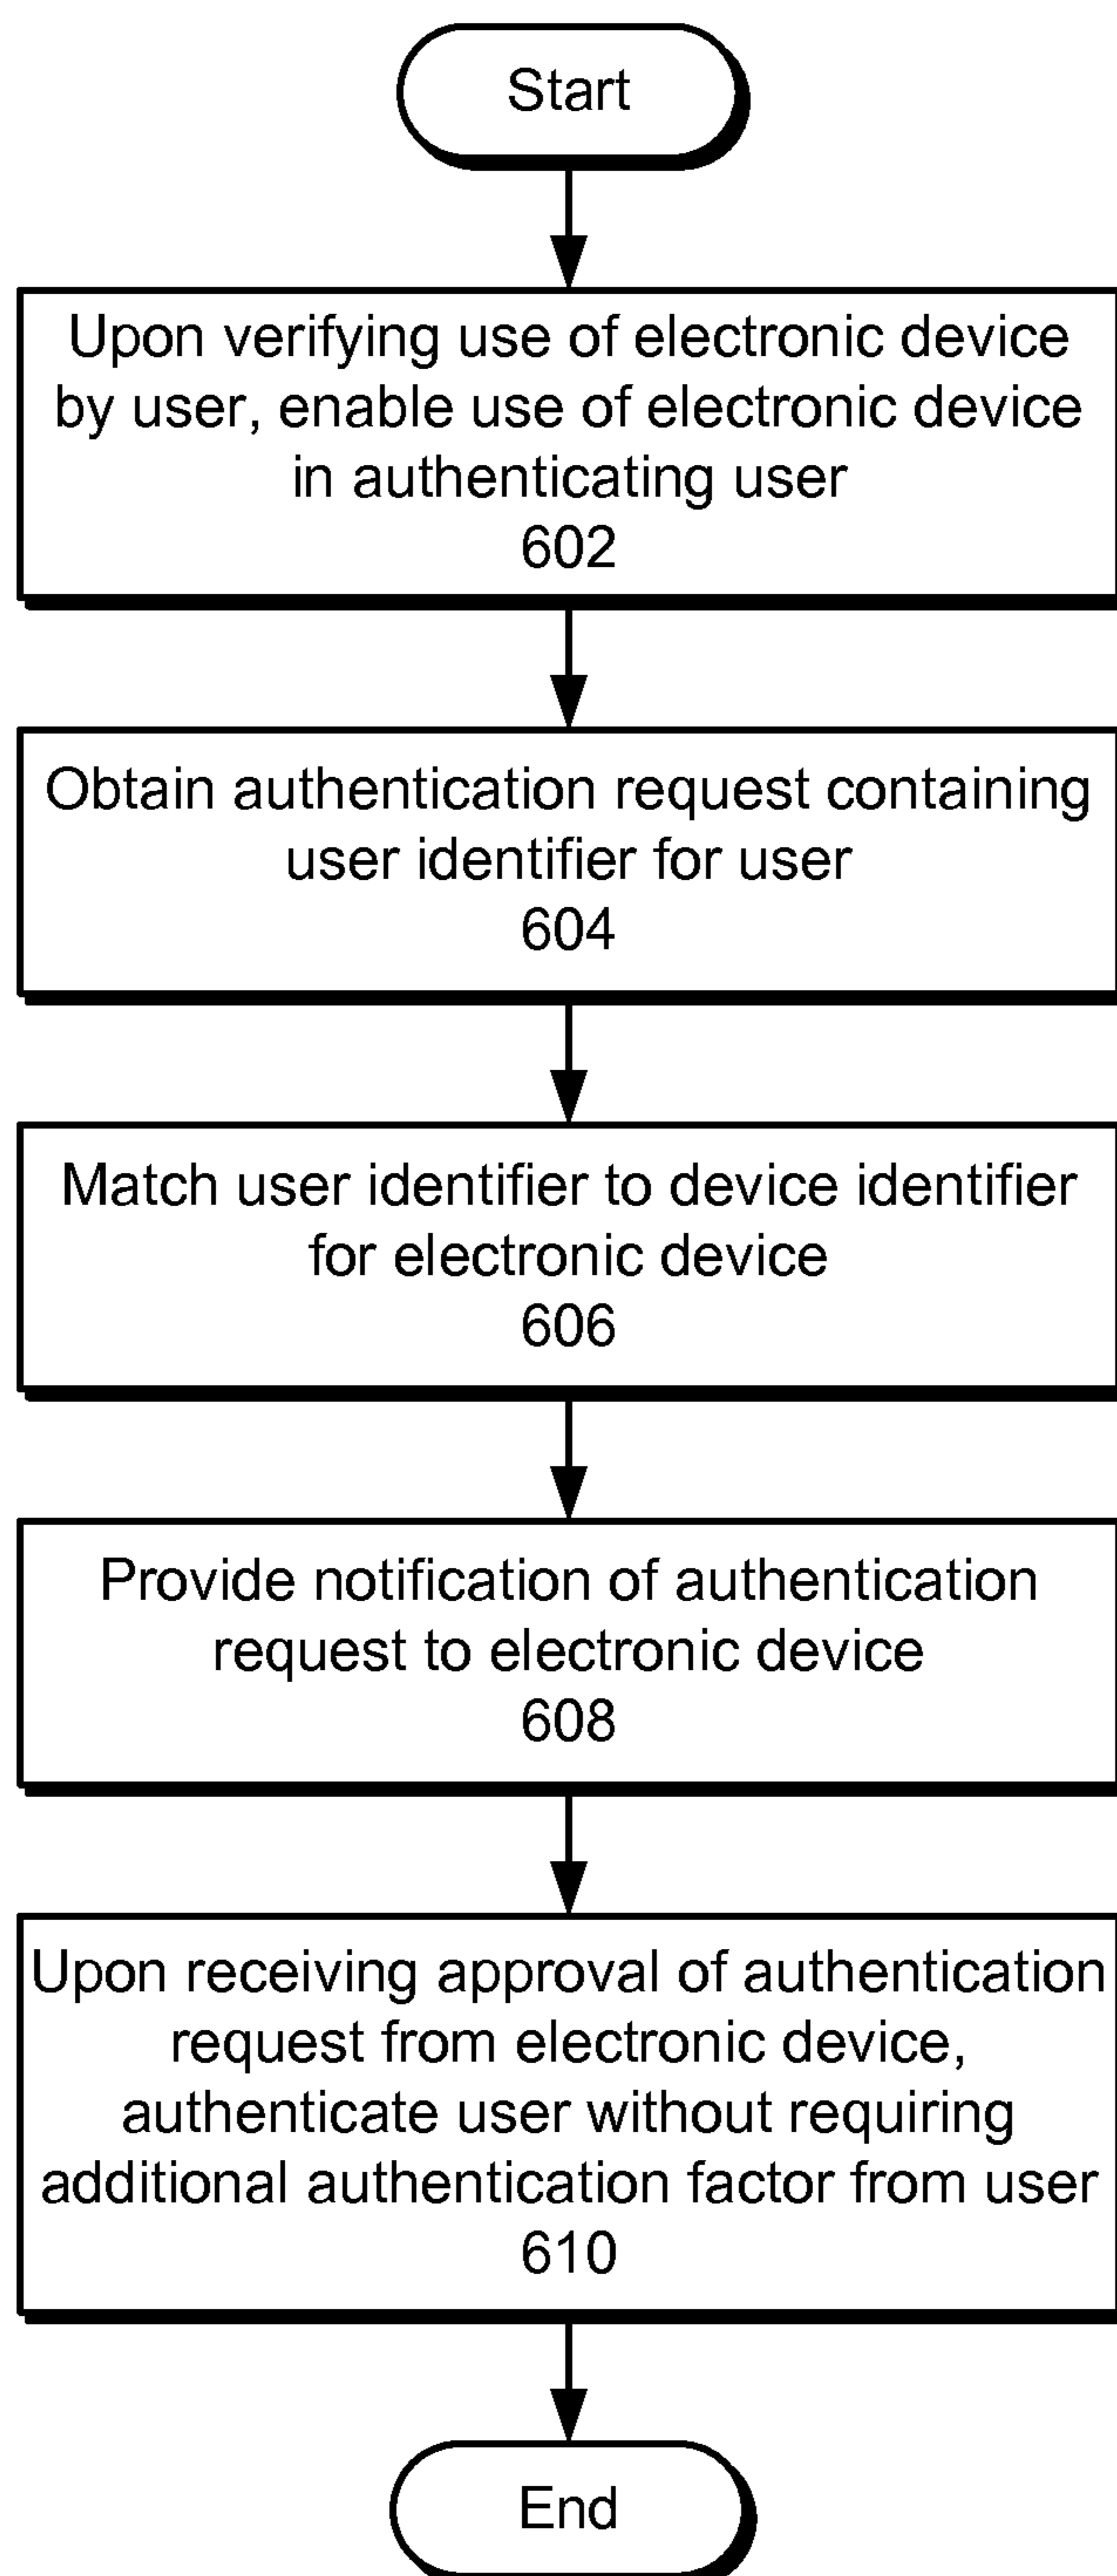 Start
Upon verifying use of electronic device
by user, enable use of electronic device
in authenticating user
602
Obtain authentication request containing
user identifier for user
604
Match user identifier to device identifier
for electronic device
606
Provide notification of authentication
request to electronic device
608
Upon receiving approval of authentication
request from electronic device,
authenticate user without requiring
additional authentication factor from user
610
End